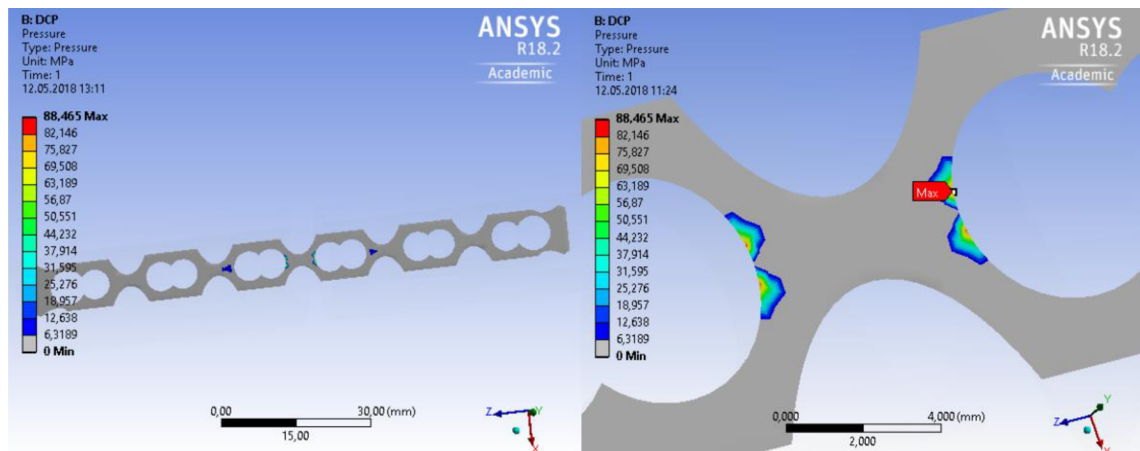 B: DCP
Pressure
Type: Pressure
Unit: MPa
Time: 1
12.05.2018 13:11
ANSYS
R18.2
Academic
88,465 Max
82,146
75,827
69,508
63,189
56,87
50,551
44,232
37,914
31,595
25,276
18,957
12,638
6,3189
0 Min
0,00
30,00 (mm)
15,00
Z
Y
X
B: DCP
Pressure
Type: Pressure
Unit: MPa
Time: 1
12.05.2018 11:24
ANSYS
R18.2
Academic
88,465 Max
82,146
75,827
69,508
63,189
56,87
50,551
44,232
37,914
31,595
25,276
18,957
12,638
6,3189
0 Min
Max
0,000
4,000 (mm)
2,000
Z
Y